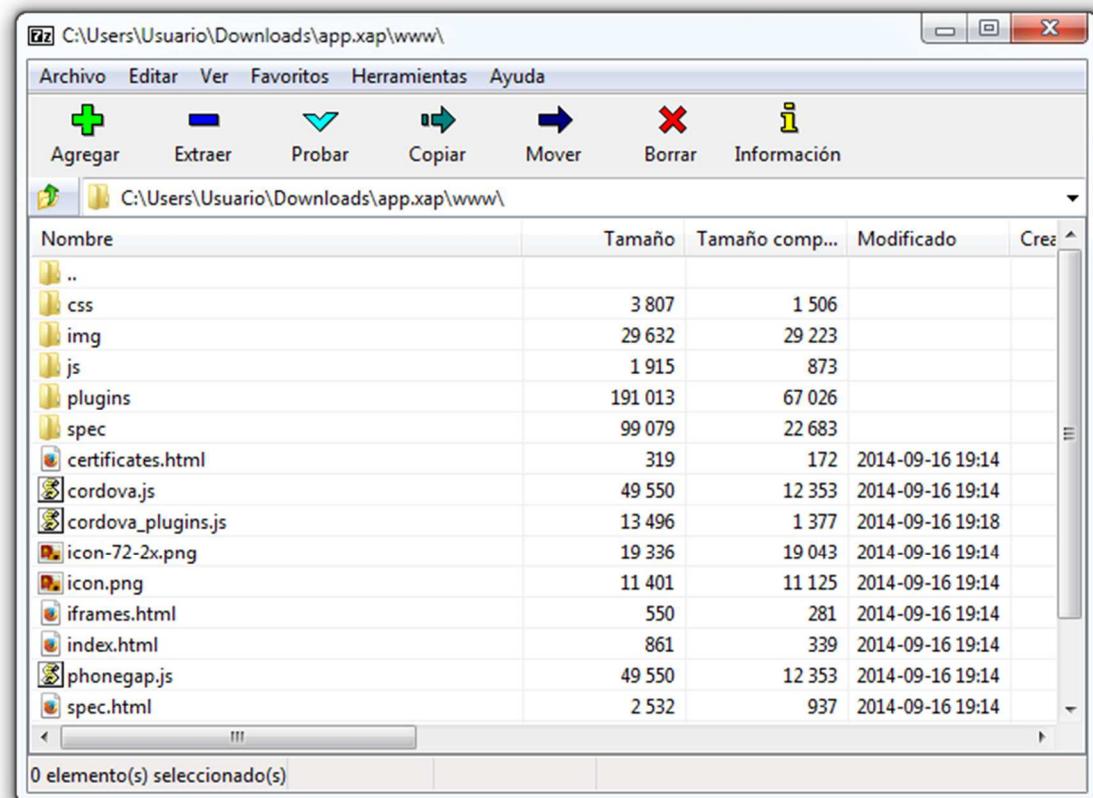 C:\Users\Usuario\Downloads\app.xap\www\
Archivo Editar Ver Favoritos Herramientas Ayuda
Agregar Extraer Probar Copiar Mover Borrar Información
C:\Users\Usuario\Downloads\app.xap\www\
Nombre Tamaño Tamaño comp... Modificado Crea
..
css 3 807 1 506
img 29 632 29 223
js 1 915 873
plugins 191 013 67 026
spec 99 079 22 683
certificates.html 319 172 2014-09-16 19:14
cordova.js 49 550 12 353 2014-09-16 19:14
cordova_plugins.js 13 496 1 377 2014-09-16 19:18
icon-72-2x.png 19 336 19 043 2014-09-16 19:14
icon.png 11 401 11 125 2014-09-16 19:14
iframes.html 550 281 2014-09-16 19:14
index.html 861 339 2014-09-16 19:14
phonegap.js 49 550 12 353 2014-09-16 19:14
spec.html 2 532 937 2014-09-16 19:14
0 elemento(s) seleccionado(s)